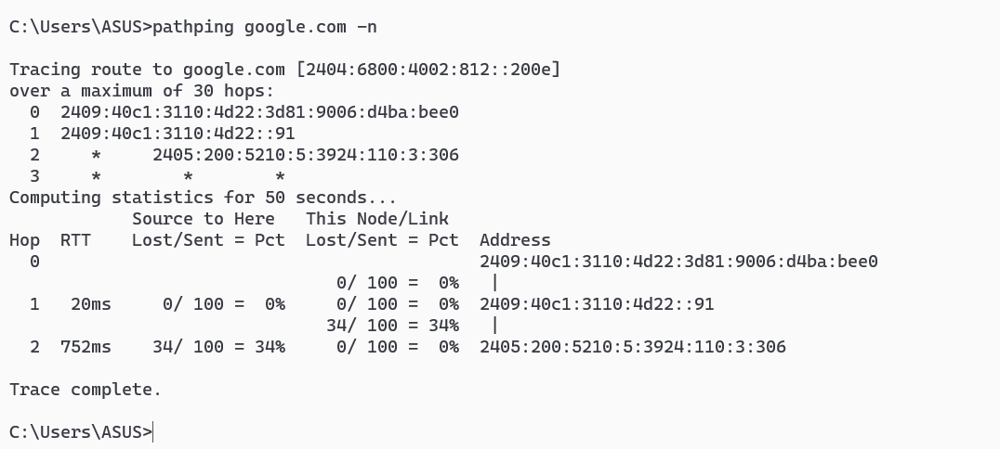 C:\Users\ASUS>pathping google.com -n
Tracing route to google.com [2404:6800:4002:812::200e]
over a maximum of 30 hops:
  0  2409:40c1:3110:4d22:3d81:9006:d4ba:bee0
  1  2409:40c1:3110:4d22::91
  2     *     2405:200:5210:5:3924:110:3:306
  3     *        *        *
Computing statistics for 50 seconds...
            Source to Here   This Node/Link
Hop  RTT    Lost/Sent = Pct  Lost/Sent = Pct  Address
  0                                           2409:40c1:3110:4d22:3d81:9006:d4ba:bee0
                                0/ 100 =  0%   |
  1   20ms     0/ 100 =  0%     0/ 100 =  0%  2409:40c1:3110:4d22::91
                               34/ 100 = 34%   |
  2  752ms    34/ 100 = 34%     0/ 100 =  0%  2405:200:5210:5:3924:110:3:306
Trace complete.
C:\Users\ASUS>